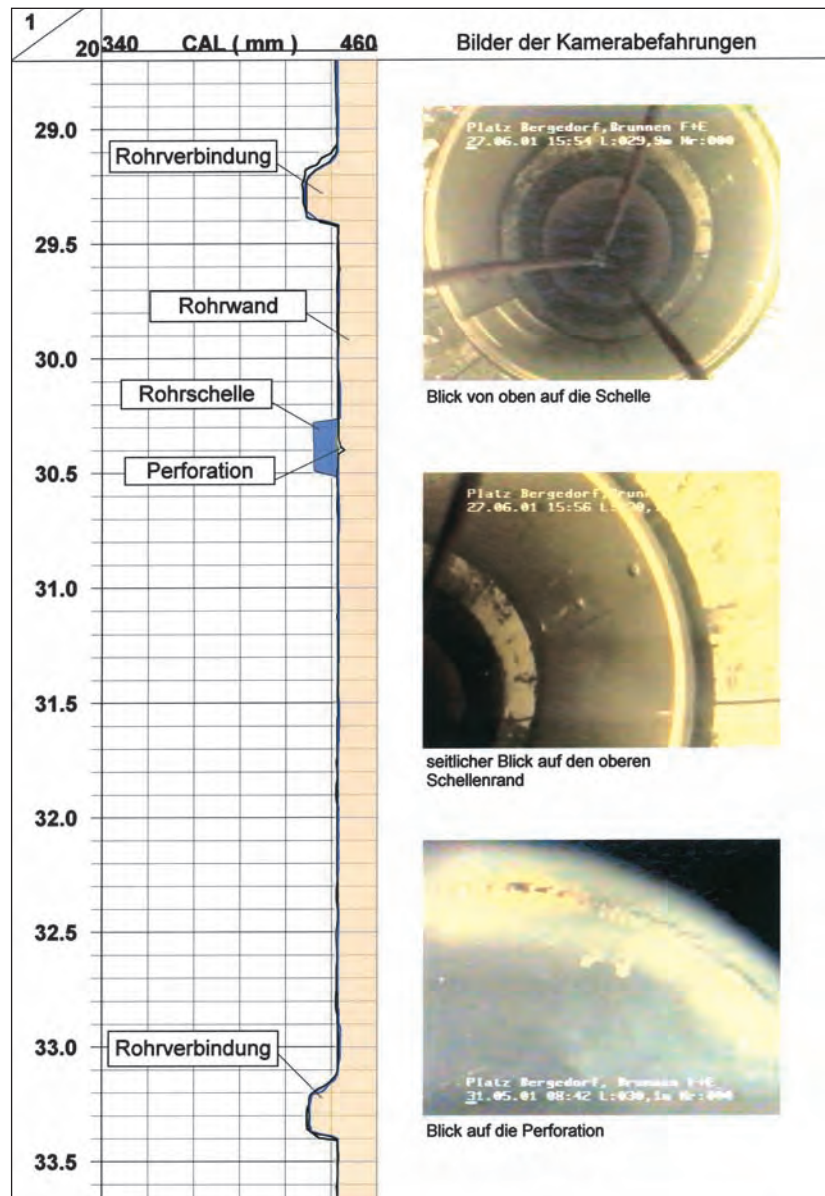 1
20
340 CAL ( mm ) 460
Bilder der Kamerabefahrungen
29.0
Rohrverbindung
29.5
Rohrwand
30.0
Rohrschelle
Perforation
30.5
31.0
31.5
32.0
32.5
33.0
Rohrverbindung
33.5
Platz Bergedorf,Brunnen F+E
27.06.01 15:54 L:029,9m Nr:000
Blick von oben auf die Schelle
Platz Bergedorf,Brun
27.06.01 15:56
seitlicher Blick auf den oberen
Schellenrand
Platz Bergedorf, Brunnen F+E
31.05.01 08:42 L:030,1m Nr:000
Blick auf die Perforation